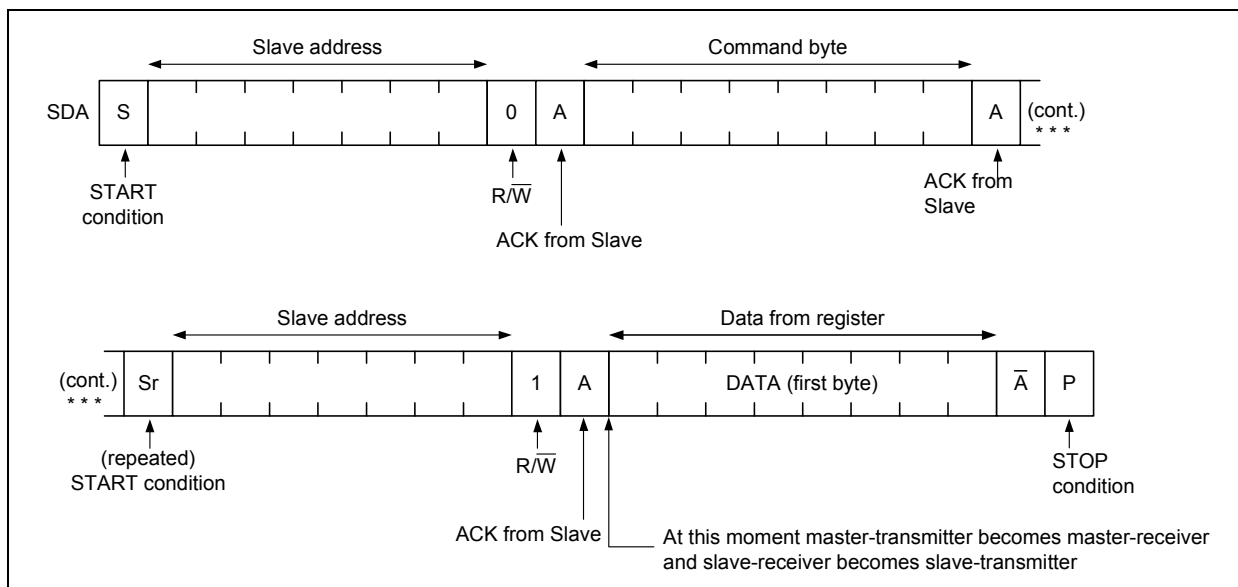 Slave address
Command byte
SDA
S
0
A
A
(cont.)
* * *
START
condition
R/W̅
ACK from Slave
ACK from
Slave
Slave address
Data from register
(cont.)
* * *
Sr
1
A
DATA (first byte)
A̅
P
(repeated)
START condition
R/W̅
ACK from Slave
STOP
condition
At this moment master-transmitter becomes master-receiver
and slave-receiver becomes slave-transmitter